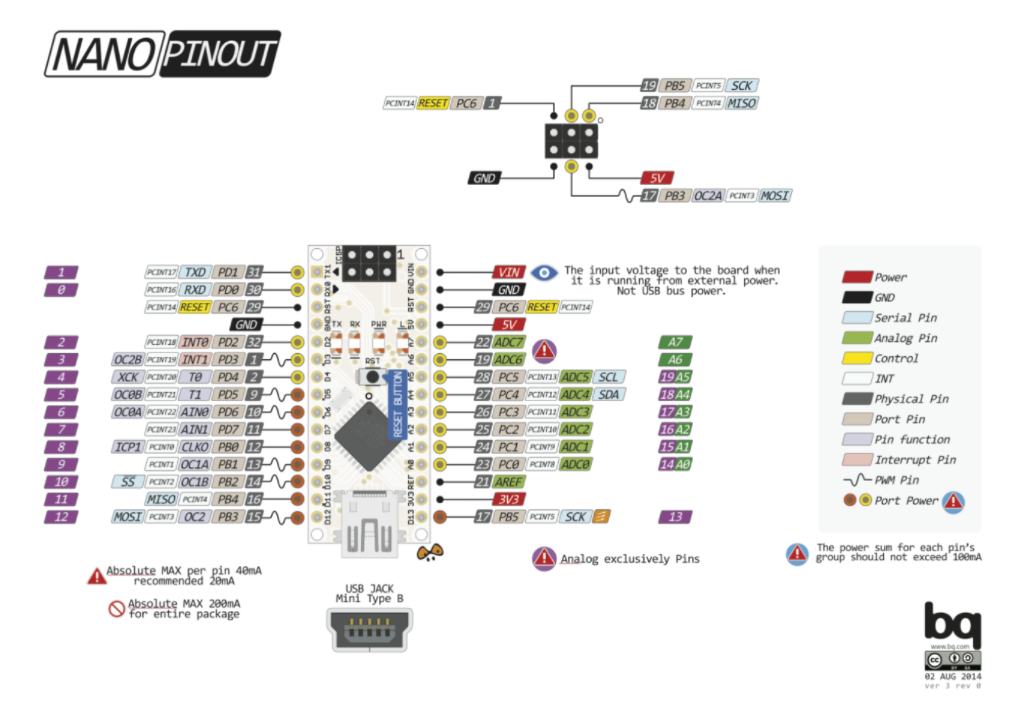 NANO PINOUT
19 PB5 PCINT5 SCK
PCINT14 RESET PC6 1
18 PB4 PCINT4 MISO
GND
5V
17 PB3 OC2A PCINT3 MOSI
ICSP
1
1 PCINT17 TXD PD1 31 TX1 VIN VIN
The input voltage to the board when
it is running from external power.
Not USB bus power.
0 PCINT16 RXD PD0 30 RX0 GND GND
PCINT14 RESET PC6 29 RST RST 29 PC6 RESET PCINT14
GND GND 5V 5V
TX RX PWR L
2 PCINT18 INT0 PD2 32 D2 A7 22 ADC7 A7
3 OC2B PCINT19 INT1 PD3 1 D3 A6 19 ADC6 A6
RST
4 XCK PCINT20 T0 PD4 2 D4 A5 28 PC5 PCINT13 ADC5 SCL 19 A5
5 OC0B PCINT21 T1 PD5 9 D5 A4 27 PC4 PCINT12 ADC4 SDA 18 A4
RESET BUTTON
6 OC0A PCINT22 AIN0 PD6 10 D6 A3 26 PC3 PCINT11 ADC3 17 A3
7 PCINT23 AIN1 PD7 11 D7 A2 25 PC2 PCINT10 ADC2 16 A2
8 ICP1 PCINT0 CLKO PB0 12 D8 A1 24 PC1 PCINT9 ADC1 15 A1
9 PCINT1 OC1A PB1 13 D9 A0 23 PC0 PCINT8 ADC0 14 A0
10 SS PCINT2 OC1B PB2 14 D10 REF 21 AREF
11 MISO PCINT4 PB4 16 D11 3V3 3V3
12 MOSI PCINT3 OC2 PB3 15 D12 D13 17 PB5 PCINT5 SCK 13
Power
GND
Serial Pin
Analog Pin
Control
INT
Physical Pin
Port Pin
Pin function
Interrupt Pin
PWM Pin
Port Power
The power sum for each pin's
group should not exceed 100mA
Analog exclusively Pins
Absolute MAX per pin 40mA
recommended 20mA
Absolute MAX 200mA
for entire package
USB JACK
Mini Type B
bq
www.bq.com
cc BY SA
02 AUG 2014
ver 3 rev 0